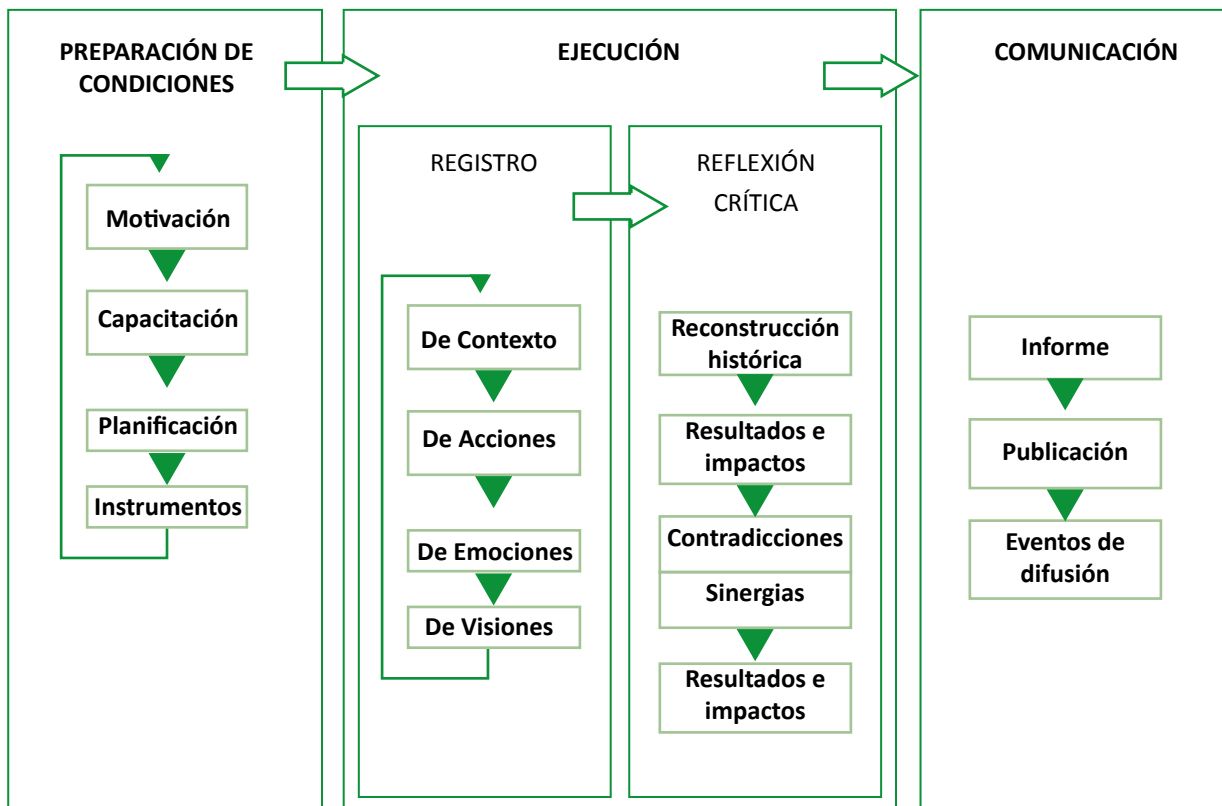 PREPARACIÓN DE
CONDICIONES
Motivación
Capacitación
Planificación
Instrumentos
EJECUCIÓN
REGISTRO
De Contexto
De Acciones
De Emociones
De Visiones
REFLEXIÓN
CRÍTICA
Reconstrucción
histórica
Resultados e
impactos
Contradicciones
Sinergias
Resultados e
impactos
COMUNICACIÓN
Informe
Publicación
Eventos de
difusión